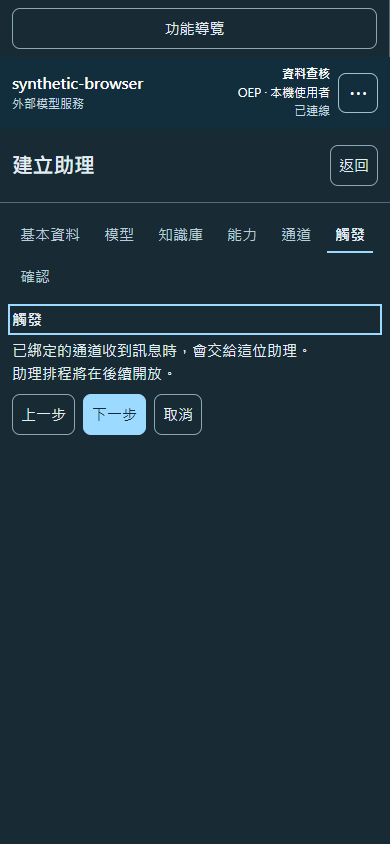 功能導覽
synthetic-browser
外部模型服務
資料查核
OEP · 本機使用者
已連線
...
建立助理
返回
基本資料 模型 知識庫 能力 通道 觸發
確認
觸發
已綁定的通道收到訊息時，會交給這位助理。
助理排程將在後續開放。
上一步 下一步 取消